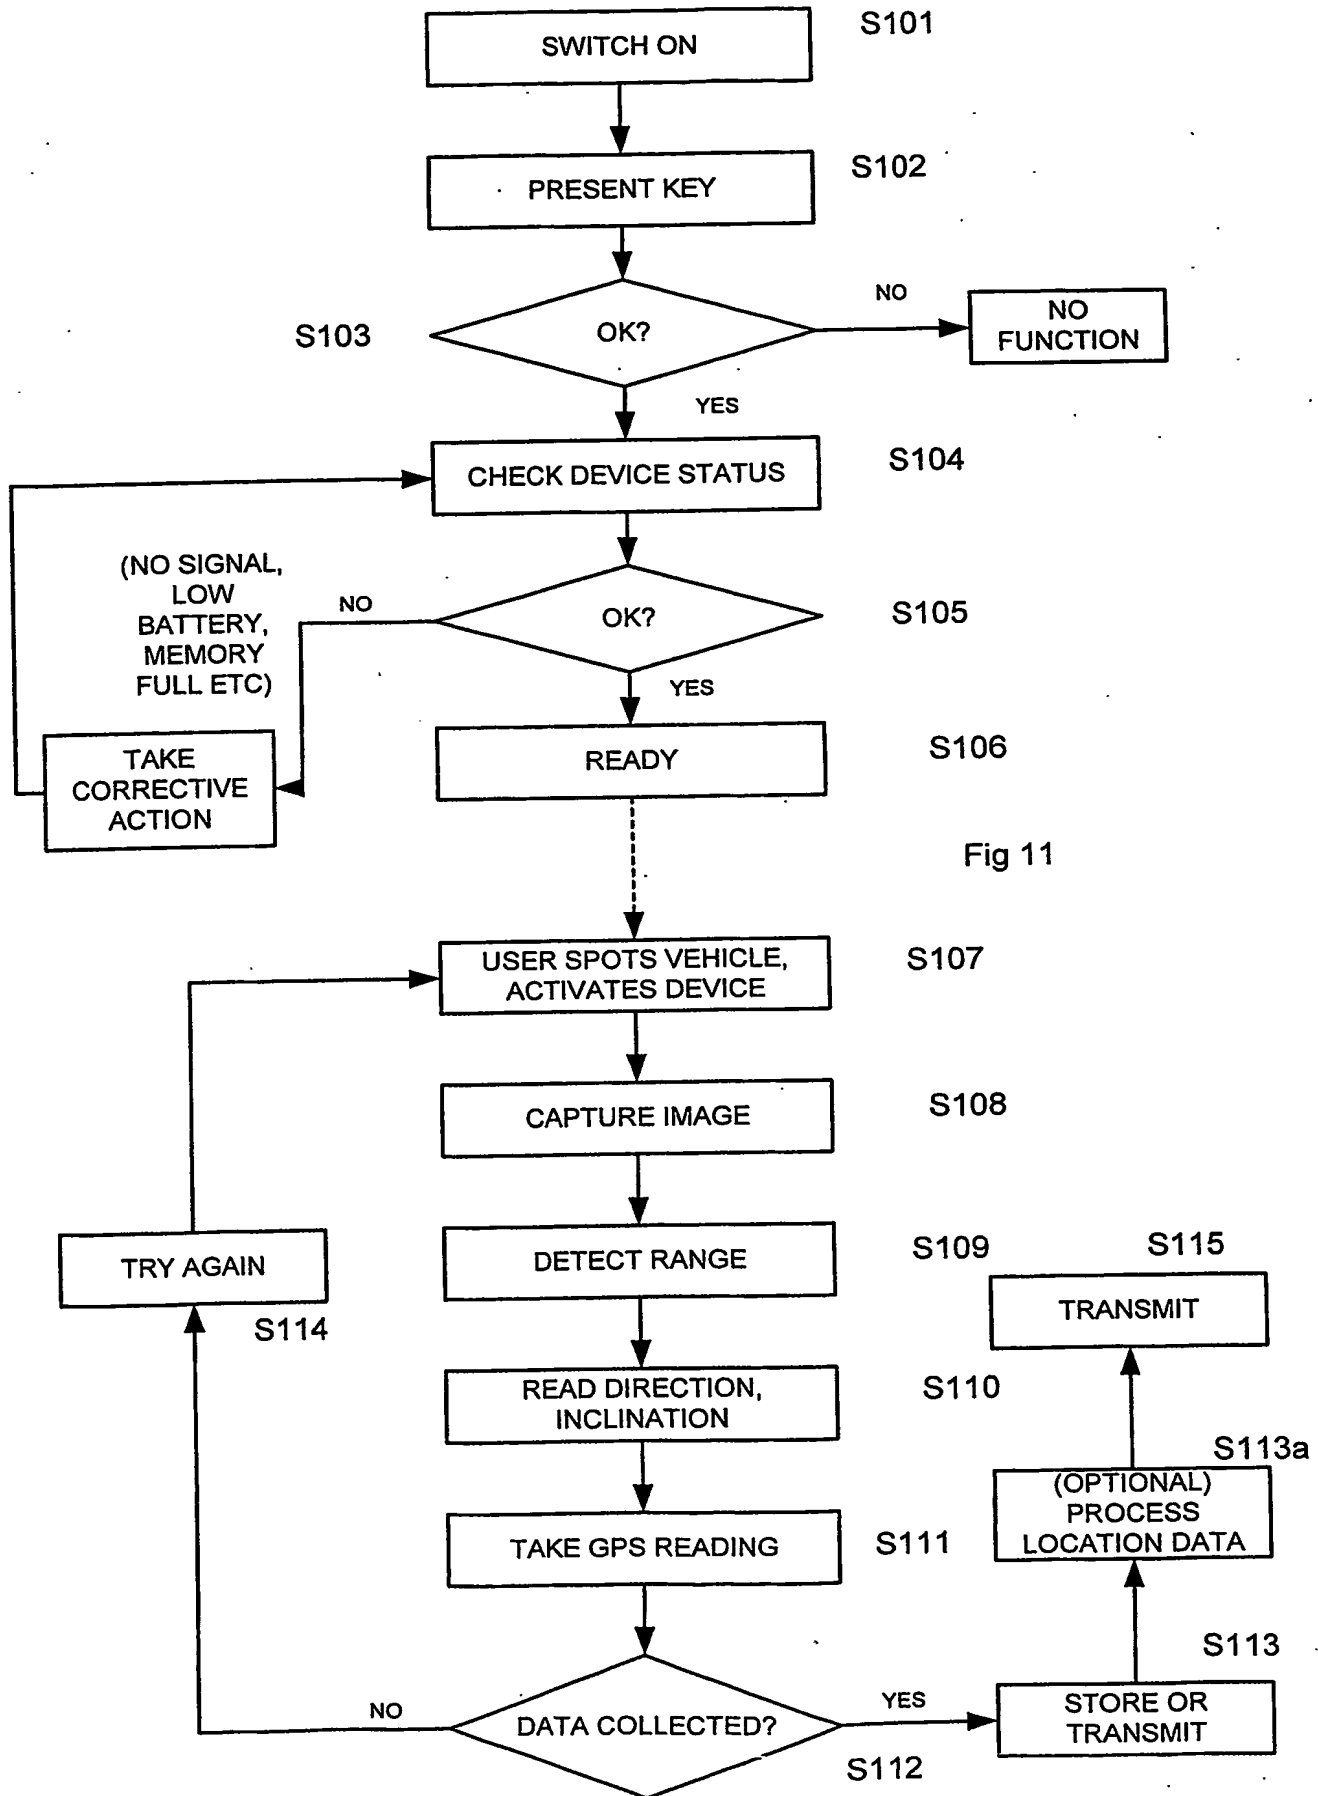 S101
SWITCH ON
S102
PRESENT KEY
S103
OK?
NO
NO
FUNCTION
YES
CHECK DEVICE STATUS
S104
(NO SIGNAL,
LOW
BATTERY,
MEMORY
FULL ETC)
NO
OK?
S105
YES
TAKE
CORRECTIVE
ACTION
READY
S106
Fig 11
USER SPOTS VEHICLE,
ACTIVATES DEVICE
S107
CAPTURE IMAGE
S108
TRY AGAIN
S114
DETECT RANGE
S109
S115
TRANSMIT
READ DIRECTION,
INCLINATION
S110
S113a
(OPTIONAL)
PROCESS
LOCATION DATA
TAKE GPS READING
S111
S113
NO
DATA COLLECTED?
YES
STORE OR
TRANSMIT
S112